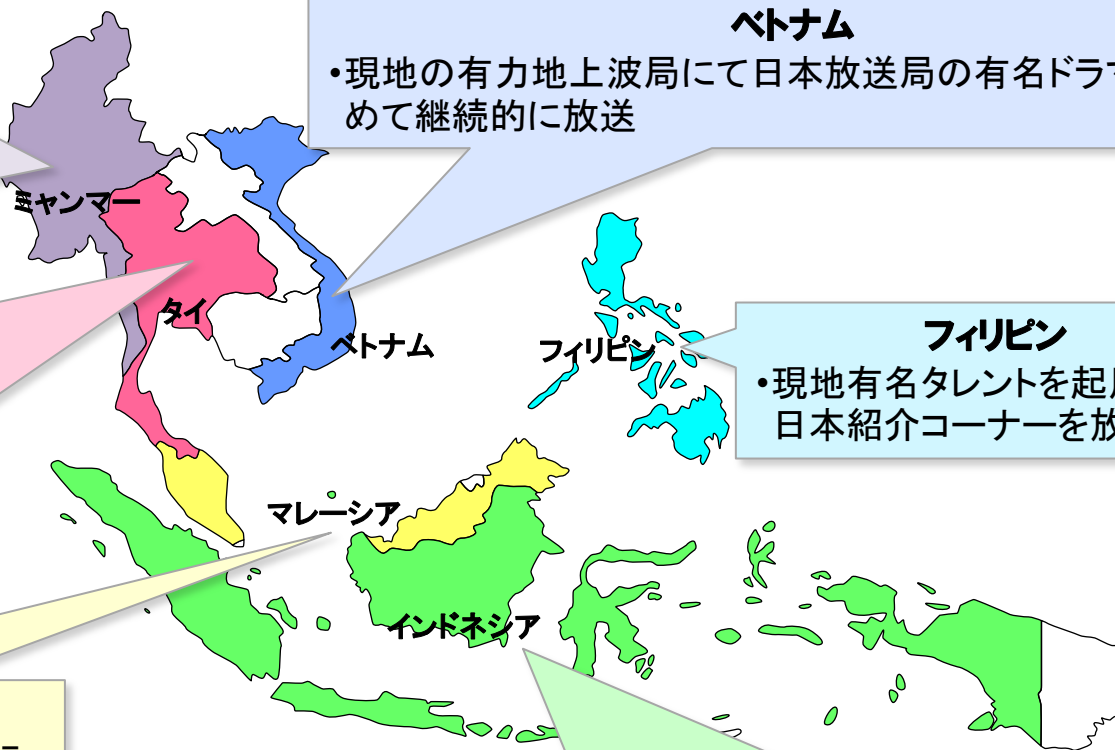 ベトナム
•現地の有力地上波局にて日本放送局の有名ドラマ
めて継続的に放送
ミャンマー
タイ
ベトナム
フィリピン
フィリピン
•現地有名タレントを起用
日本紹介コーナーを放
マレーシア
インドネシア